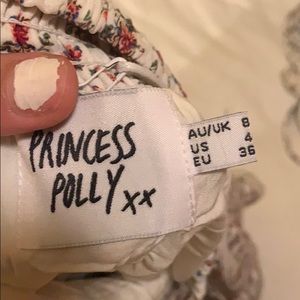 PRINCESS
POLLY xx
AU/UK 8
US 4
EU 36